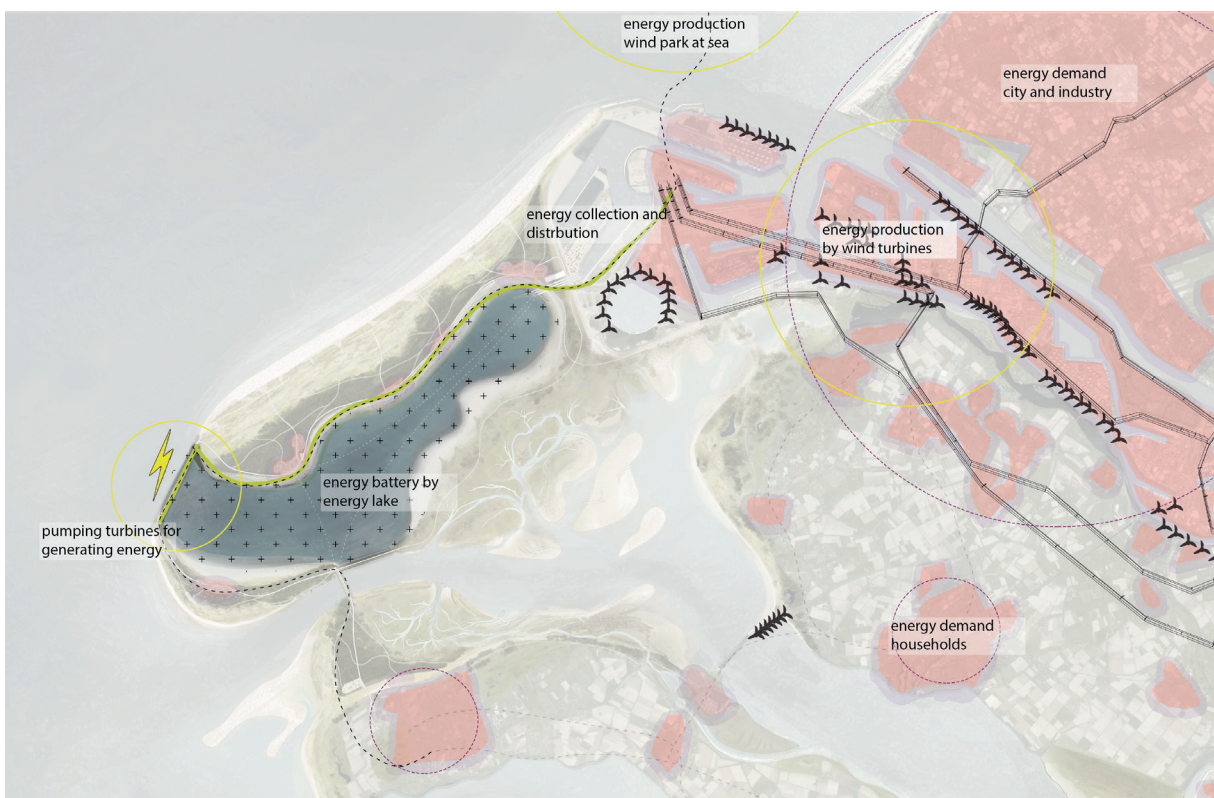 energy production
wind park at sea
energy demand
city and industry
energy collection and
distrbution
energy production
by wind turbines
energy battery by
energy lake
pumping turbines for
generating energy
energy demand
households